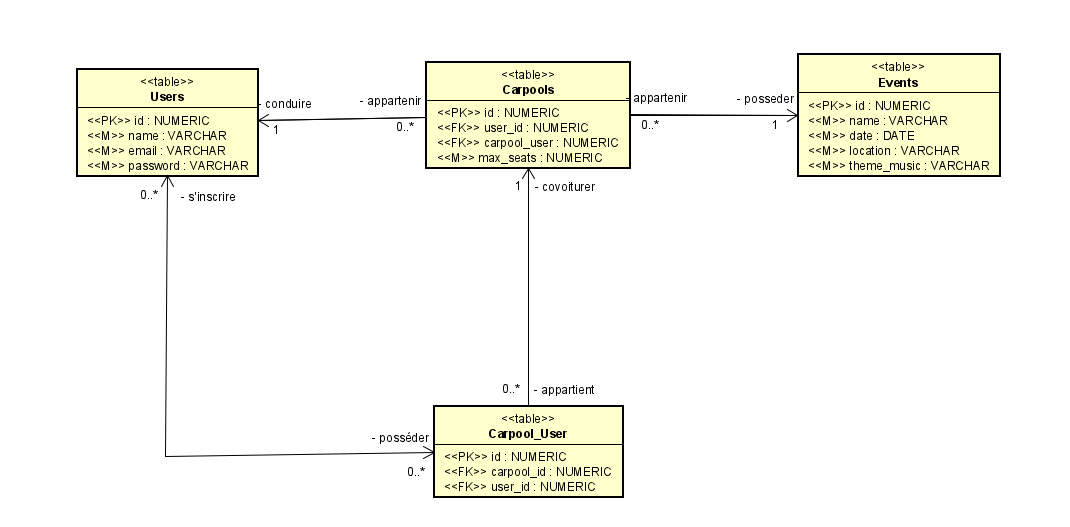 <<table>>
Users
<<PK>> id : NUMERIC
<<M>> name : VARCHAR
<<M>> email : VARCHAR
<<M>> password : VARCHAR
- conduire
1
- appartenir
0..*
<<table>>
Carpools
<<PK>> id : NUMERIC
<<FK>> user_id : NUMERIC
<<FK>> carpool_user : NUMERIC
<<M>> max_seats : NUMERIC
- appartenir
0..*
- posseder
1
<<table>>
Events
<<PK>> id : NUMERIC
<<M>> name : VARCHAR
<<M>> date : DATE
<<M>> location : VARCHAR
<<M>> theme_music : VARCHAR
0..*
- s'inscrire
1
- covoiturer
0..*
- appartient
- posséder
0..*
<<table>>
Carpool_User
<<PK>> id : NUMERIC
<<FK>> carpool_id : NUMERIC
<<FK>> user_id : NUMERIC